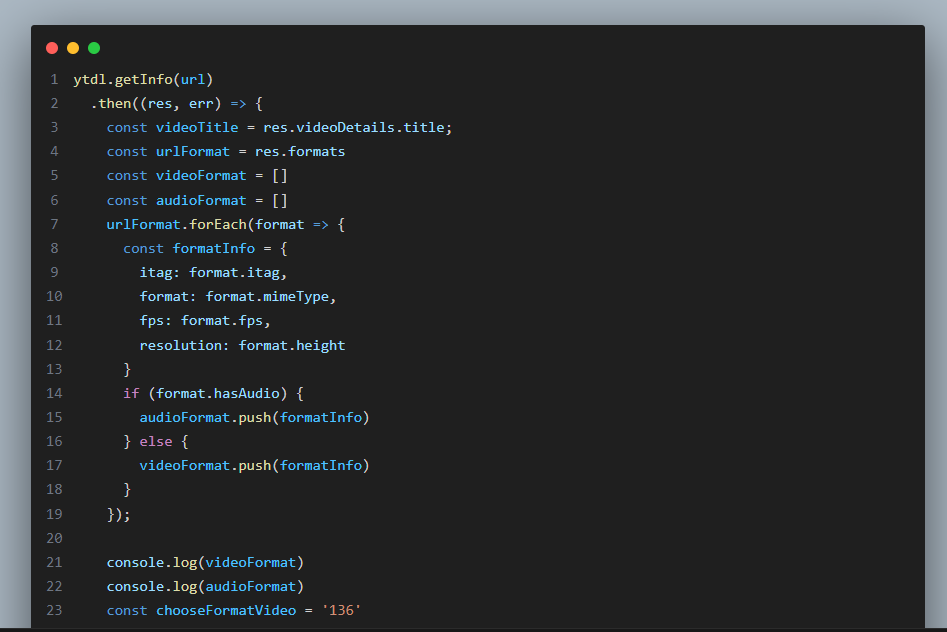 1 ytdl.getInfo(url)
2   .then((res, err) => {
3     const videoTitle = res.videoDetails.title;
4     const urlFormat = res.formats
5     const videoFormat = []
6     const audioFormat = []
7     urlFormat.forEach(format => {
8       const formatInfo = {
9         itag: format.itag,
10         format: format.mimeType,
11         fps: format.fps,
12         resolution: format.height
13       }
14       if (format.hasAudio) {
15         audioFormat.push(formatInfo)
16       } else {
17         videoFormat.push(formatInfo)
18       }
19     });
20
21     console.log(videoFormat)
22     console.log(audioFormat)
23     const chooseFormatVideo = '136'